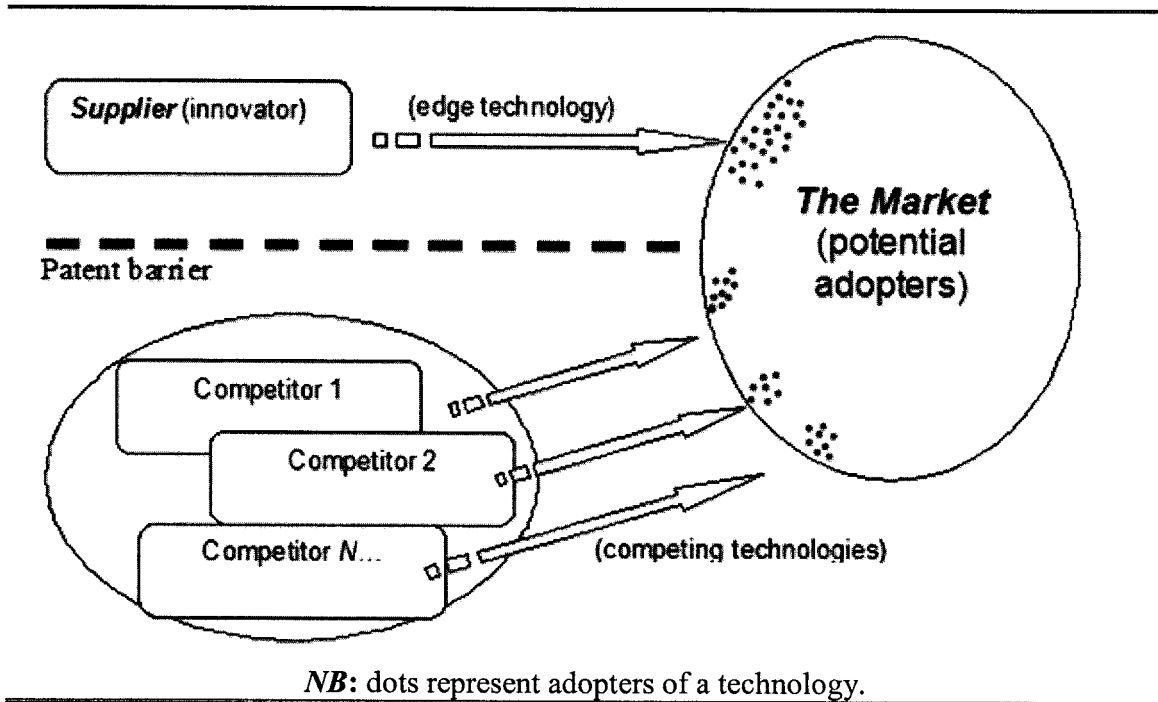 Supplier (innovator)
(edge technology)
The Market
(potential
adopters)
Patent barrier
Competitor 1
Competitor 2
Competitor N...
(competing technologies)
NB: dots represent adopters of a technology.